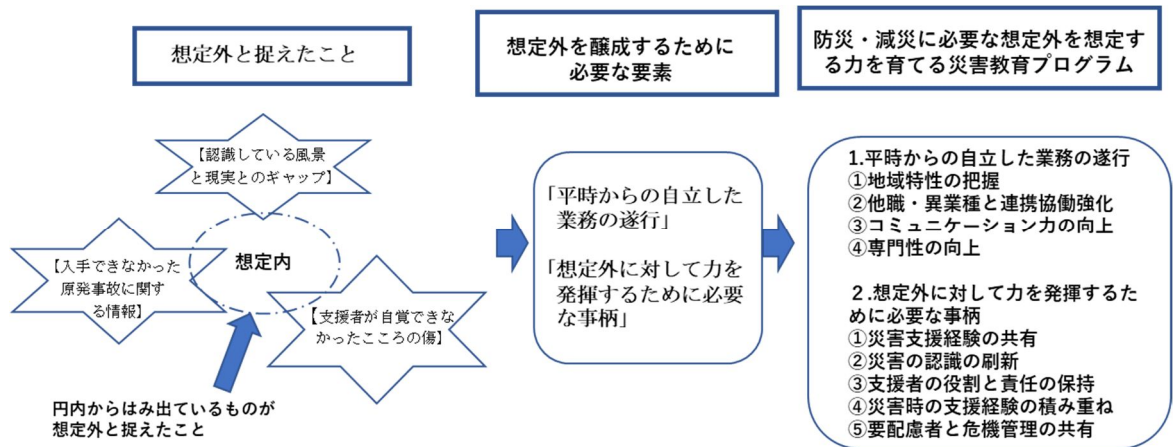 想定外と捉えたこと
【認識している風景
と現実とのギャップ】
【入手できなかった
原発事故に関す
る情報】
想定内
【支援者が自覚できな
かったこころの傷】
円内からはみ出ているものが
想定外と捉えたこと
想定外を醸成するために
必要な要素
「平時からの自立した
業務の遂行」
「想定外に対して力を
発揮するために必要
な事柄」
防災・減災に必要な想定外を想定す
る力を育てる災害教育プログラム
1.平時からの自立した業務の遂行
①地域特性の把握
②他職・異業種と連携協働強化
③コミュニケーション力の向上
④専門性の向上
２.想定外に対して力を発揮するた
めに必要な事柄
①災害支援経験の共有
②災害の認識の刷新
③支援者の役割と責任の保持
④災害時の支援経験の積み重ね
⑤要配慮者と危機管理の共有